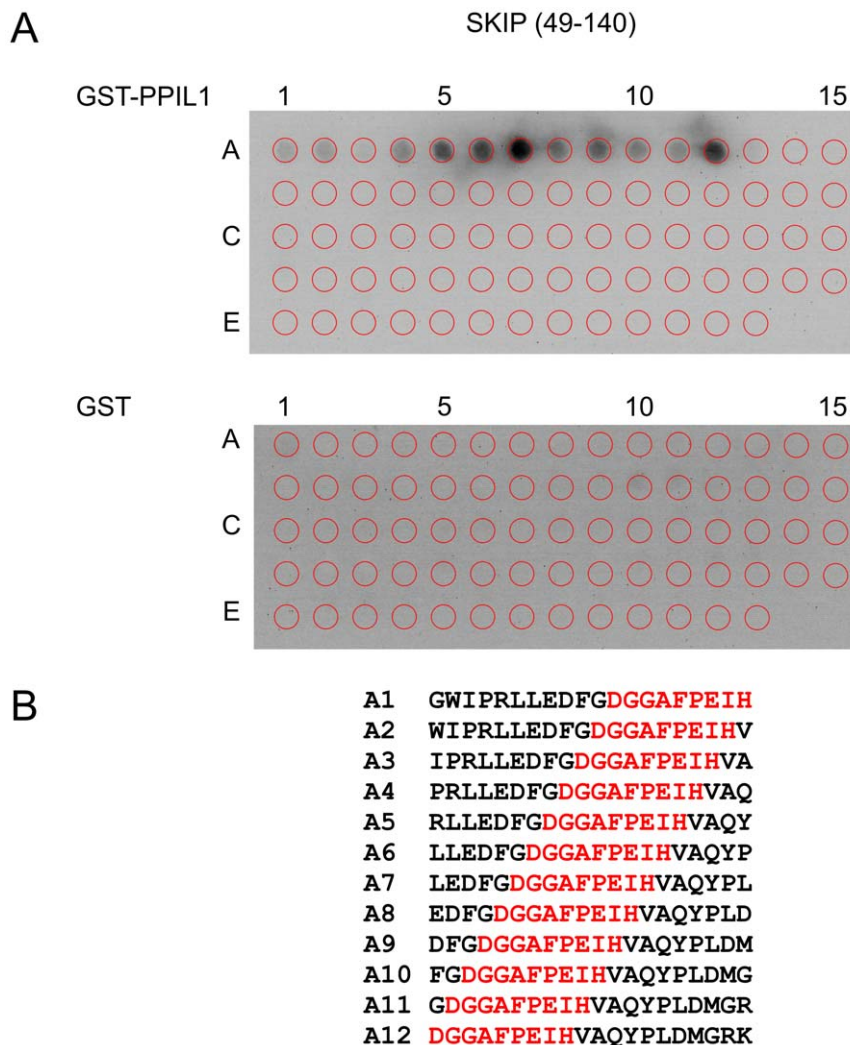 A
SKIP (49-140)
GST-PPIL1 1 5 10 15
A
C
E
GST 1 5 10 15
A
C
E
B
A1 GWIPRLLEDFGDGGAFPEIH
A2 WIPRLLEDFGDGGAFPEIHV
A3 IPRLLEDFGDGGAFPEIHVA
A4 PRLLEDFGDGGAFPEIHVAQ
A5 RLLEDFGDGGAFPEIHVAQY
A6 LLEDFGDGGAFPEIHVAQYP
A7 LEDFGDGGAFPEIHVAQYPL
A8 EDFGDGGAFPEIHVAQYPLD
A9 DFGDGGAFPEIHVAQYPLDM
A10 FGDGGAFPEIHVAQYPLDMG
A11 GDGGAFPEIHVAQYPLDMGR
A12 DGGAFPEIHVAQYPLDMGRK